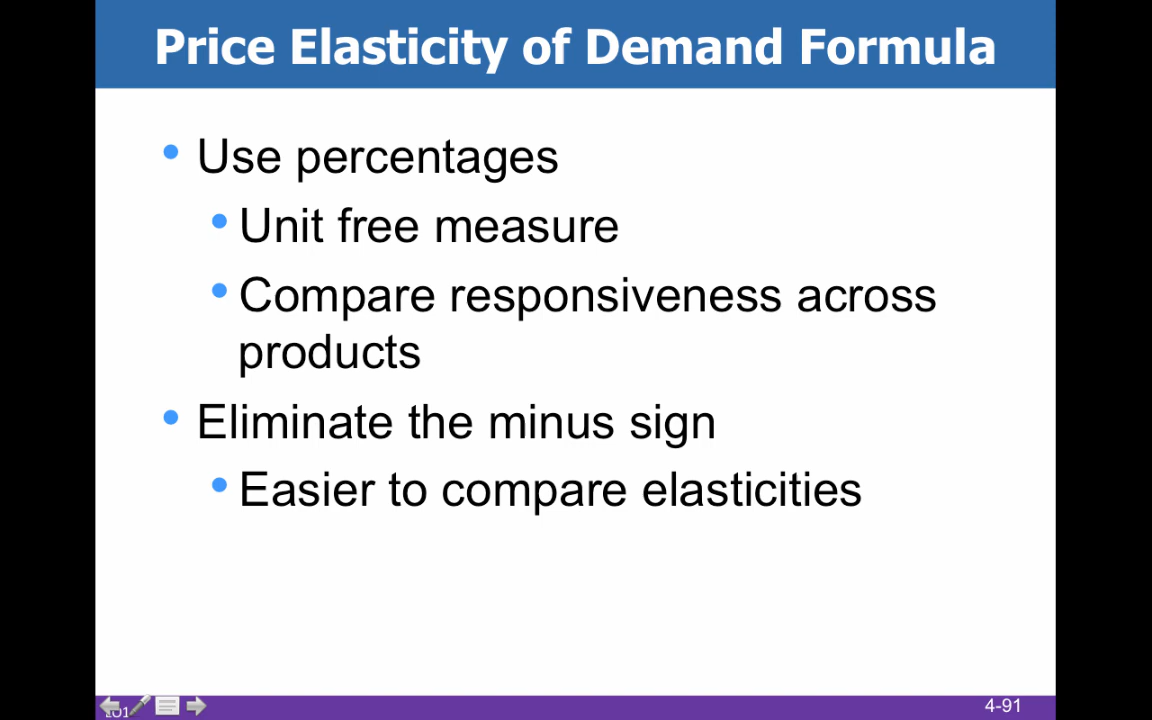 Price Elasticity of Demand Formula
• Use percentages
• Unit free measure
• Compare responsiveness across
products
• Eliminate the minus sign
• Easier to compare elasticities
4-91